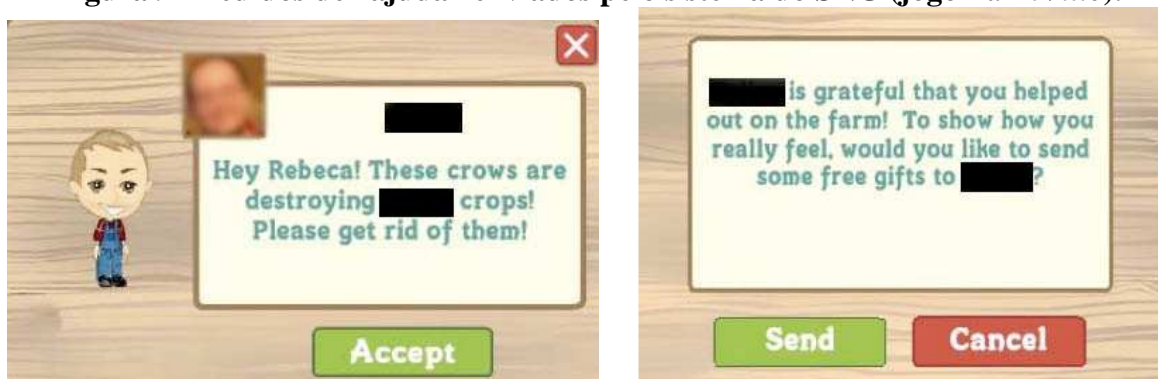 Hey Rebeca! These crows are
destroying crops!
Please get rid of them!
Accept
is grateful that you helped
out on the farm! To show how you
really feel, would you like to send
some free gifts to ?
Send
Cancel